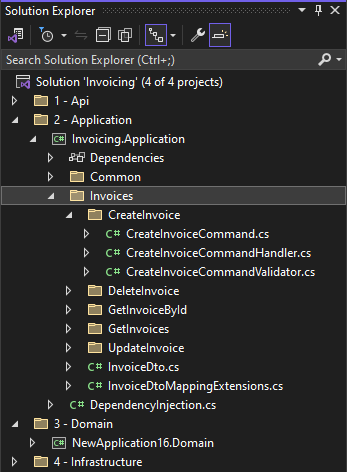 Solution Explorer
Search Solution Explorer (Ctrl+;)
Solution 'Invoicing' (4 of 4 projects)
1 - Api
2 - Application
C# Invoicing.Application
Dependencies
Common
Invoices
CreateInvoice
C# CreateInvoiceCommand.cs
C# CreateInvoiceCommandHandler.cs
C# CreateInvoiceCommandValidator.cs
DeleteInvoice
GetInvoiceById
GetInvoices
UpdateInvoice
C# InvoiceDto.cs
C# InvoiceDtoMappingExtensions.cs
C# DependencyInjection.cs
3 - Domain
C# NewApplication16.Domain
4 - Infrastructure